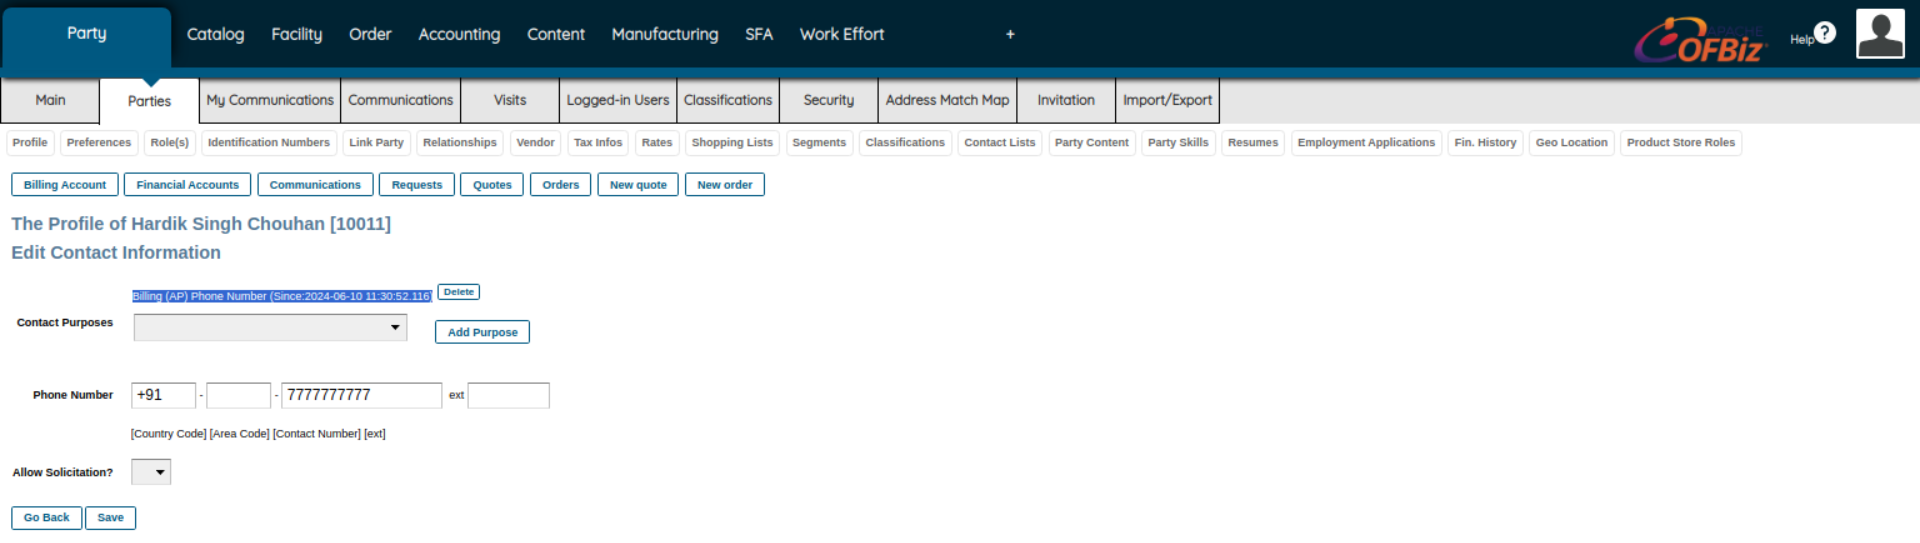 Party Catalog Facility Order Accounting Content Manufacturing SFA Work Effort + APACHE OFBiz Help ?
Main Parties My Communications Communications Visits Logged-in Users Classifications Security Address Match Map Invitation Import/Export
Profile Preferences Role(s) Identification Numbers Link Party Relationships Vendor Tax Infos Rates Shopping Lists Segments Classifications Contact Lists Party Content Party Skills Resumes Employment Applications Fin. History Geo Location Product Store Roles
Billing Account Financial Accounts Communications Requests Quotes Orders New quote New order
The Profile of Hardik Singh Chouhan [10011]
Edit Contact Information
Billing (AP) Phone Number (Since:2024-06-10 11:30:52.116) Delete
Contact Purposes Add Purpose
Phone Number +91 - - 7777777777 ext
[Country Code] [Area Code] [Contact Number] [ext]
Allow Solicitation?
Go Back Save